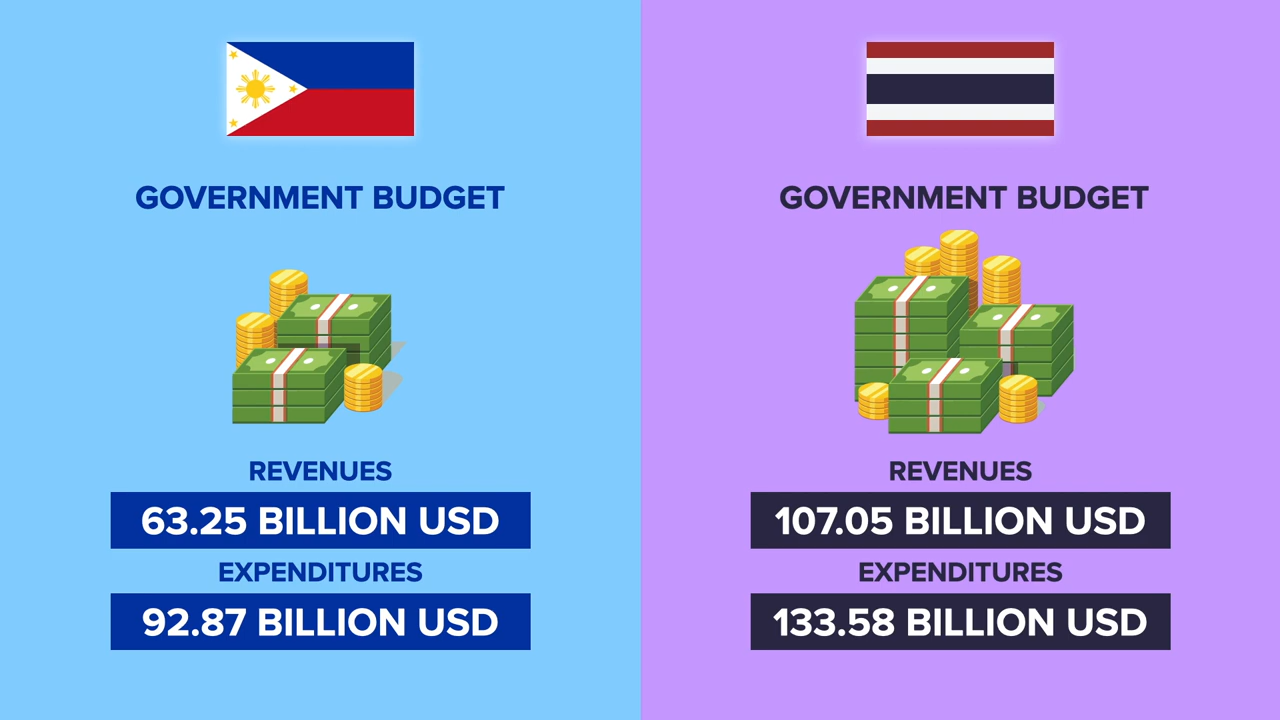 GOVERNMENT BUDGET
REVENUES
63.25 BILLION USD
EXPENDITURES
92.87 BILLION USD
GOVERNMENT BUDGET
REVENUES
107.05 BILLION USD
EXPENDITURES
133.58 BILLION USD